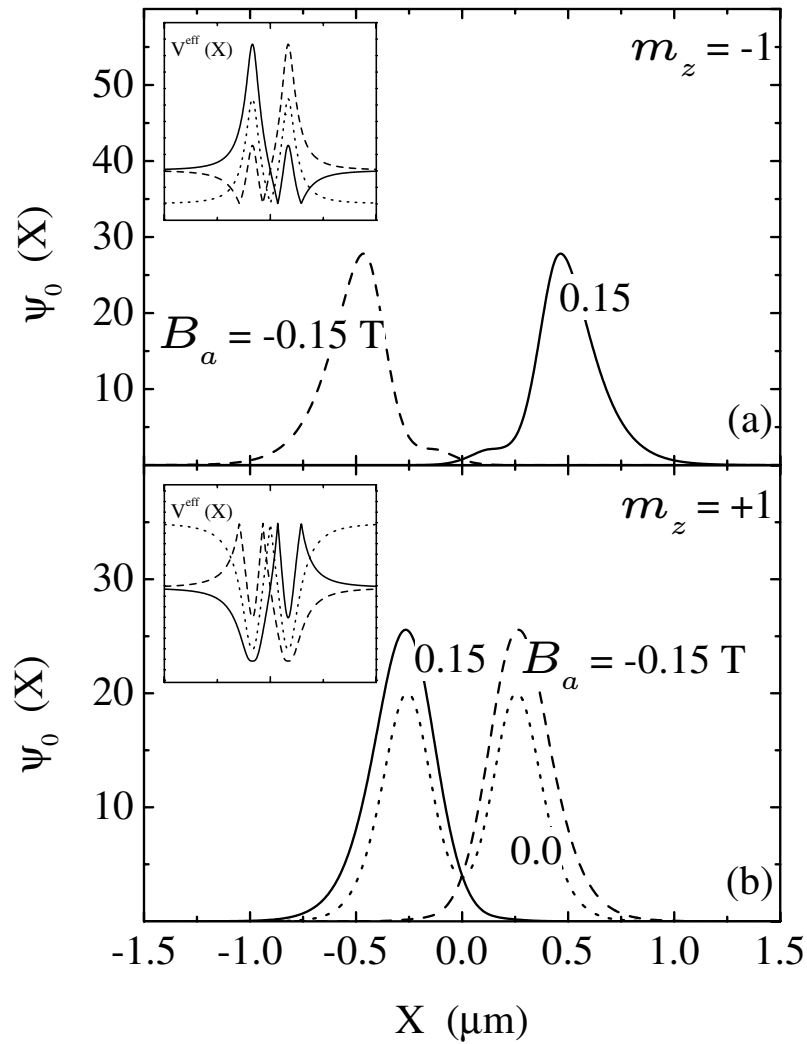 V^eff (X)
m_z = -1
50
40
30
20
10
ψ_0 (X)
B_a = -0.15 T
0.15
(a)
V^eff (X)
m_z = +1
30
20
10
ψ_0 (X)
0.15
B_a = -0.15 T
0.0
(b)
-1.5 -1.0 -0.5 0.0 0.5 1.0 1.5
X (μm)